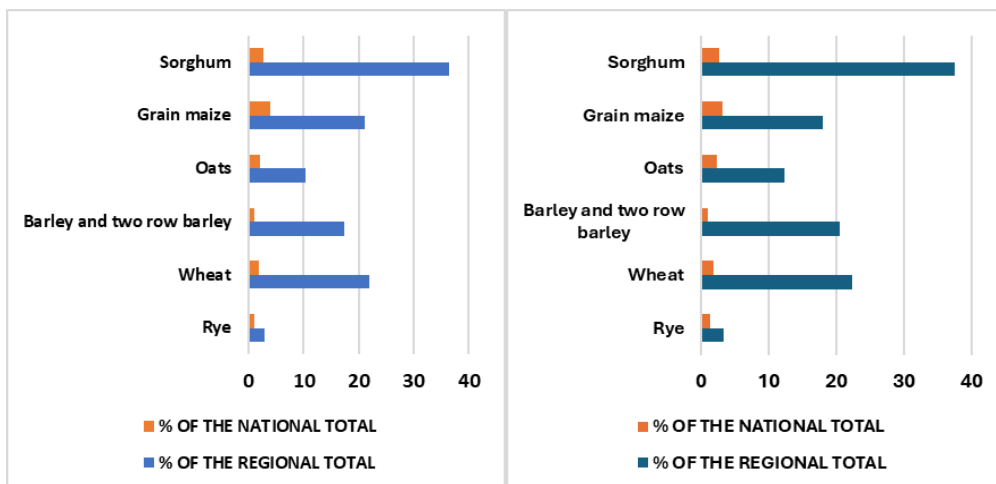 Sorghum
Grain maize
Oats
Barley and two row barley
Wheat
Rye
0 10 20 30 40
% OF THE NATIONAL TOTAL
% OF THE REGIONAL TOTAL
Sorghum
Grain maize
Oats
Barley and two row
barley
Wheat
Rye
0 10 20 30 40
% OF THE NATIONAL TOTAL
% OF THE REGIONAL TOTAL